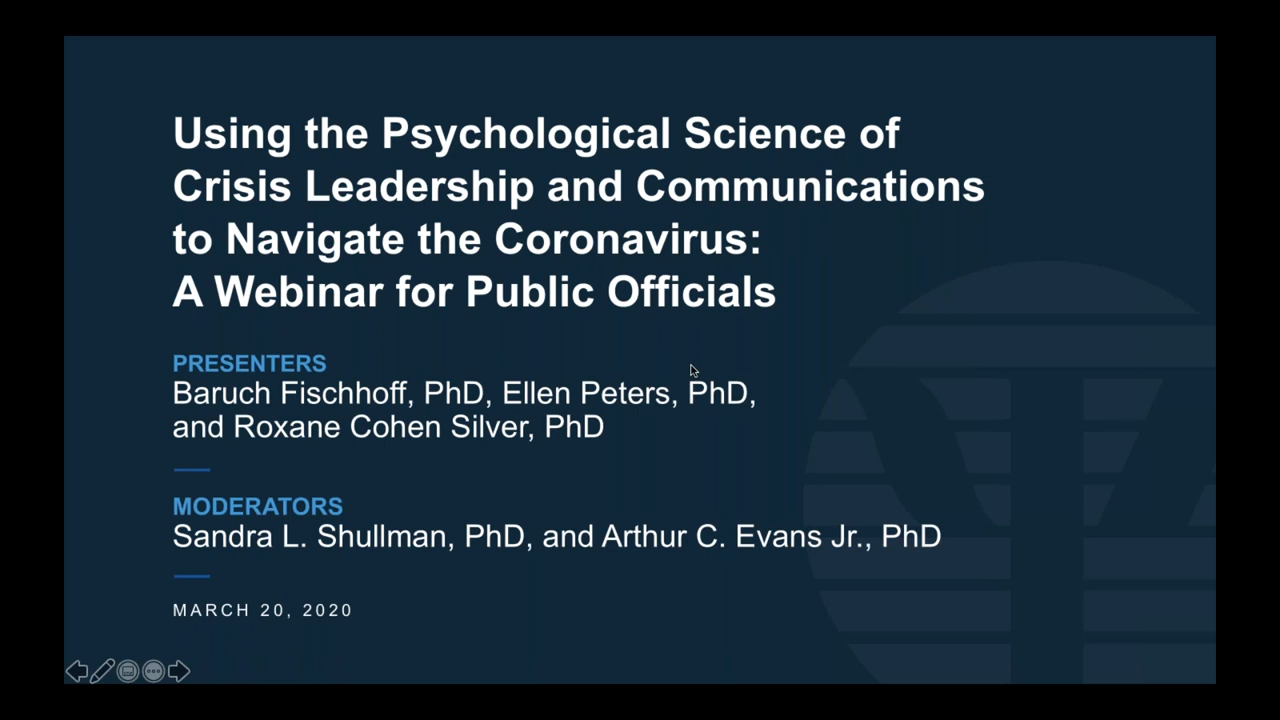 Using the Psychological Science of
Crisis Leadership and Communications
to Navigate the Coronavirus:
A Webinar for Public Officials
PRESENTERS
Baruch Fischhoff, PhD, Ellen Peters, PhD,
and Roxane Cohen Silver, PhD
MODERATORS
Sandra L. Shullman, PhD, and Arthur C. Evans Jr., PhD
MARCH 20, 2020